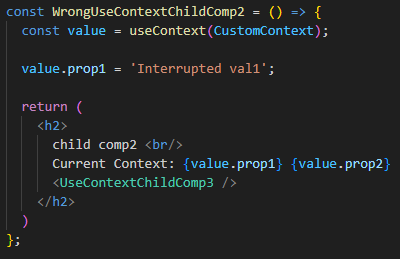 const WrongUseContextChildComp2 = () => {
  const value = useContext(CustomContext);

  value.prop1 = 'Interrupted val1';

  return (
    <h2>
      child comp2 <br/>
      Current Context: {value.prop1} {value.prop2}
      <UseContextChildComp3 />
    </h2>
  )
};